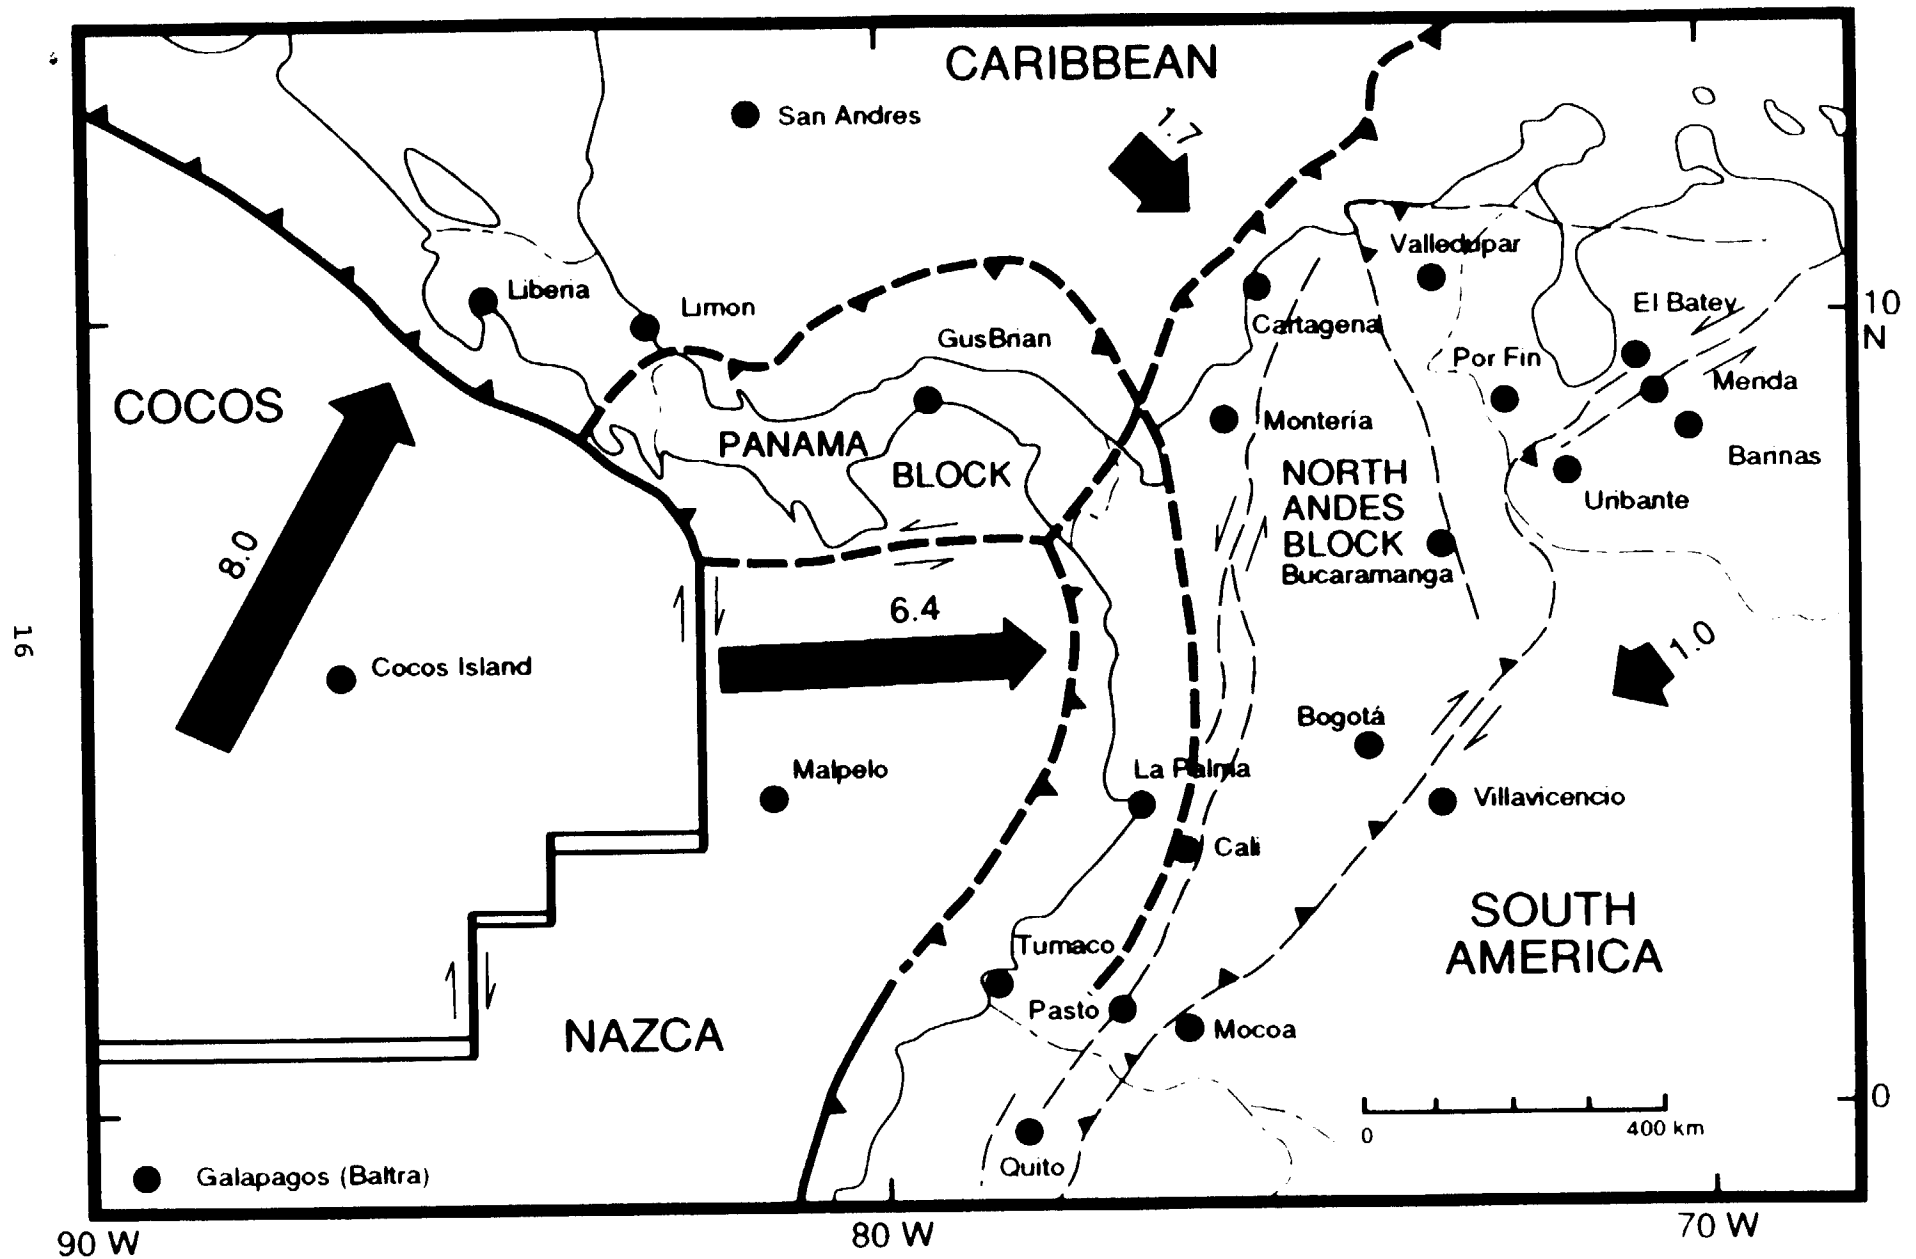 CARIBBEAN
San Andres
1.7
Valledupar
Liberia
Limon
El Batey
10
N
Cartagena
GusBrian
Por Fin
Menda
COCOS
Montería
PANAMA
BLOCK
Barinas
NORTH
ANDES
BLOCK
Uribante
8.0
Bucaramanga
6.4
1.0
16
Cocos Island
Bogotá
Malpelo
La Palma
Villavicencio
Cali
SOUTH
AMERICA
Tumaco
Pasto
NAZCA
Mocoa
0
0
400 km
Quito
Galapagos (Baltra)
90 W
80 W
70 W